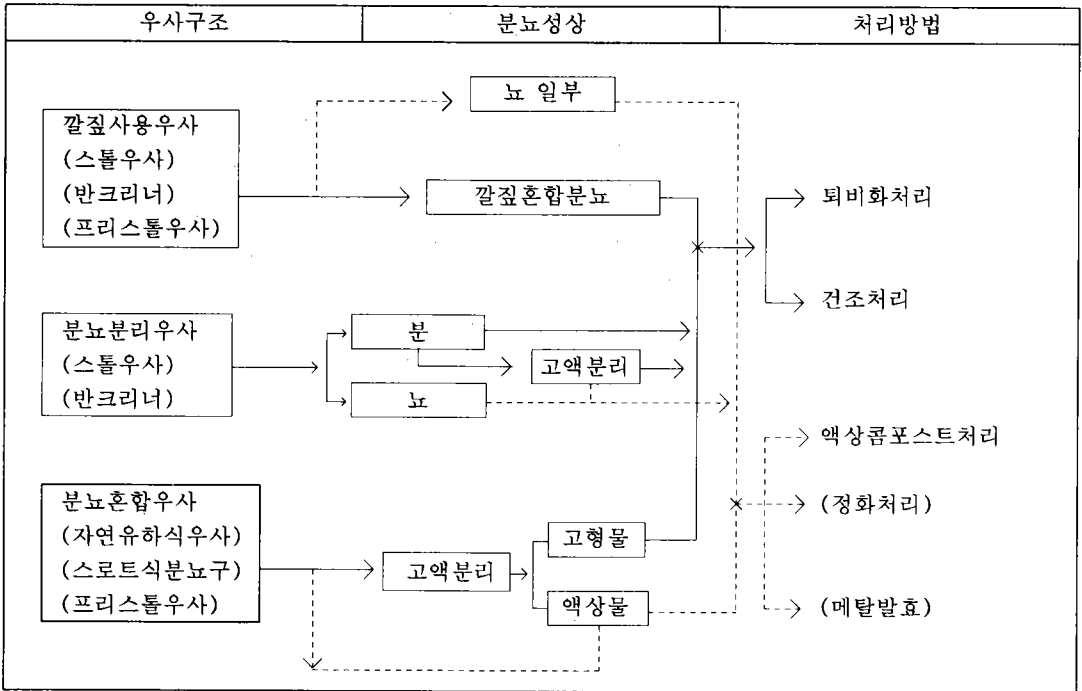 우사구조
분뇨성상
처리방법
깔짚사용우사
(스톨우사)
(반크리너)
(프리스톨우사)
뇨 일부
깔짚혼합분뇨
퇴비화처리
건조처리
분뇨분리우사
(스톨우사)
(반크리너)
분
고액분리
뇨
액상콤포스트처리
(정화처리)
(메탈발효)
분뇨혼합우사
(자연유하식우사)
(스로트식분뇨구)
(프리스톨우사)
고액분리
고형물
액상물